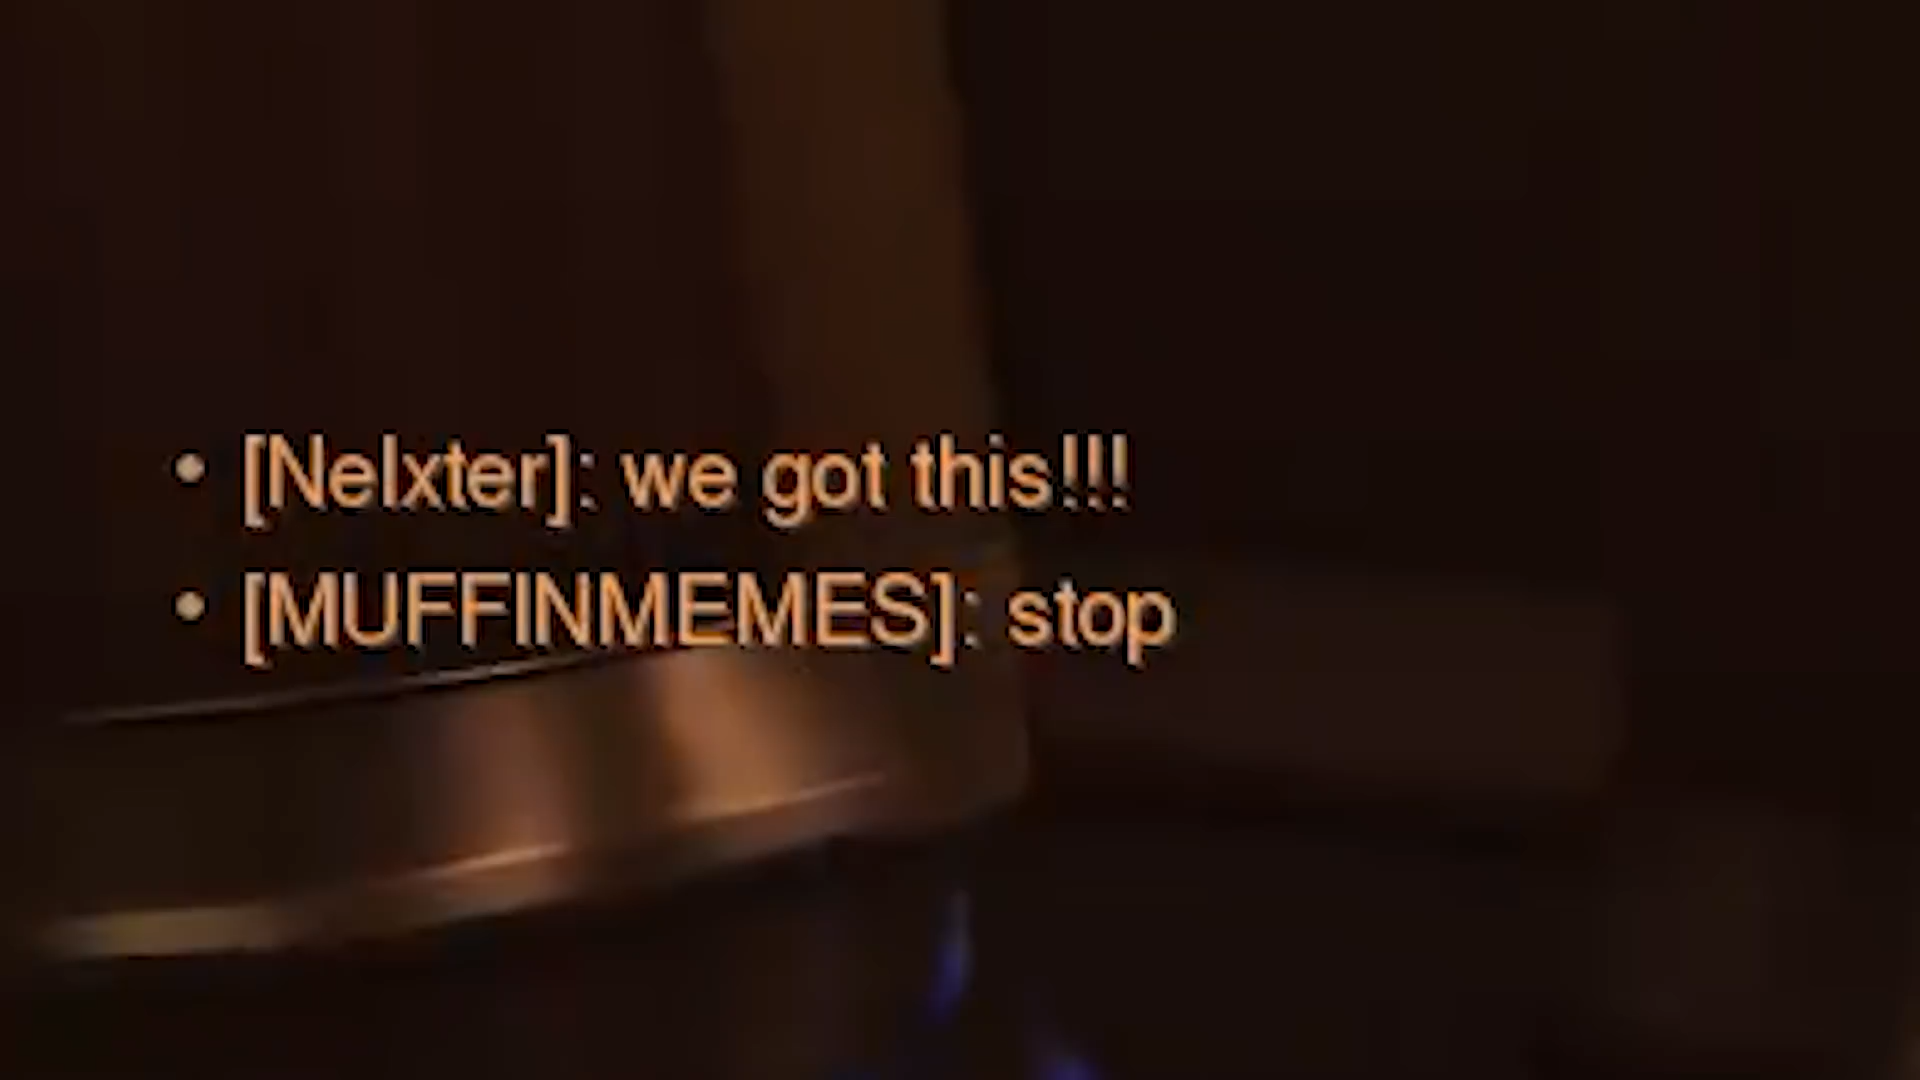 • [Nelxter]: we got this!!!
• [MUFFINMEMES]: stop